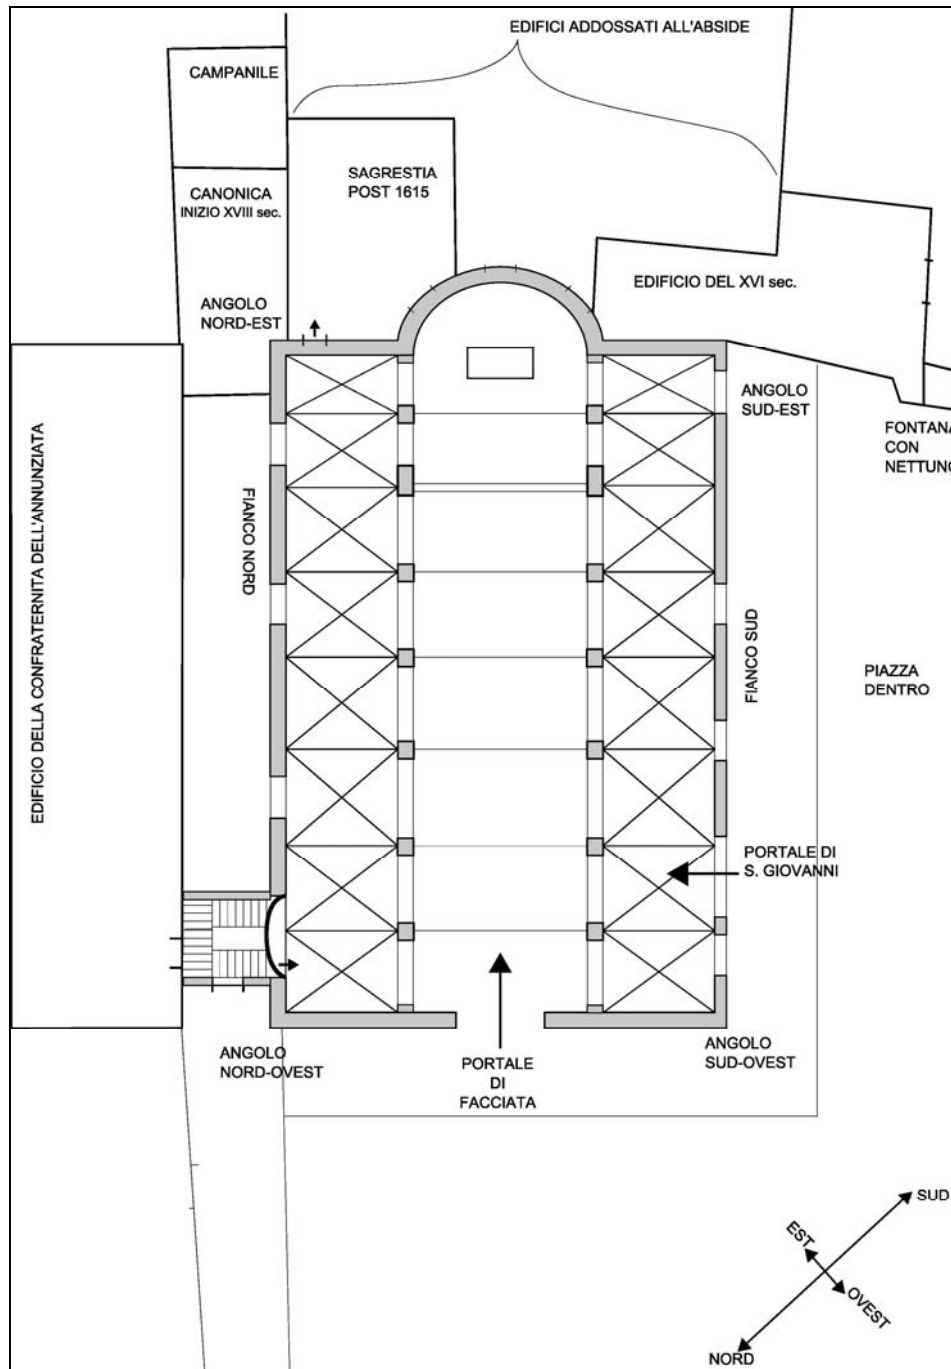 EDIFICI ADDOSSATI ALL'ABSIDE
CAMPANILE
SAGRESTIA
POST 1615
CANONICA
INIZIO XVIII sec.
EDIFICIO DEL XVI sec.
ANGOLO
NORD-EST
ANGOLO
SUD-EST
FONTANA
CON
NETTUNO
EDIFICIO DELLA CONFRATERNITA DELL'ANNUNZIATA
FIANCO NORD
FIANCO SUD
PIAZZA
DENTRO
PORTALE DI
S. GIOVANNI
ANGOLO
NORD-OVEST
PORTALE
DI
FACCIATA
ANGOLO
SUD-OVEST
SUD
EST
OVEST
NORD